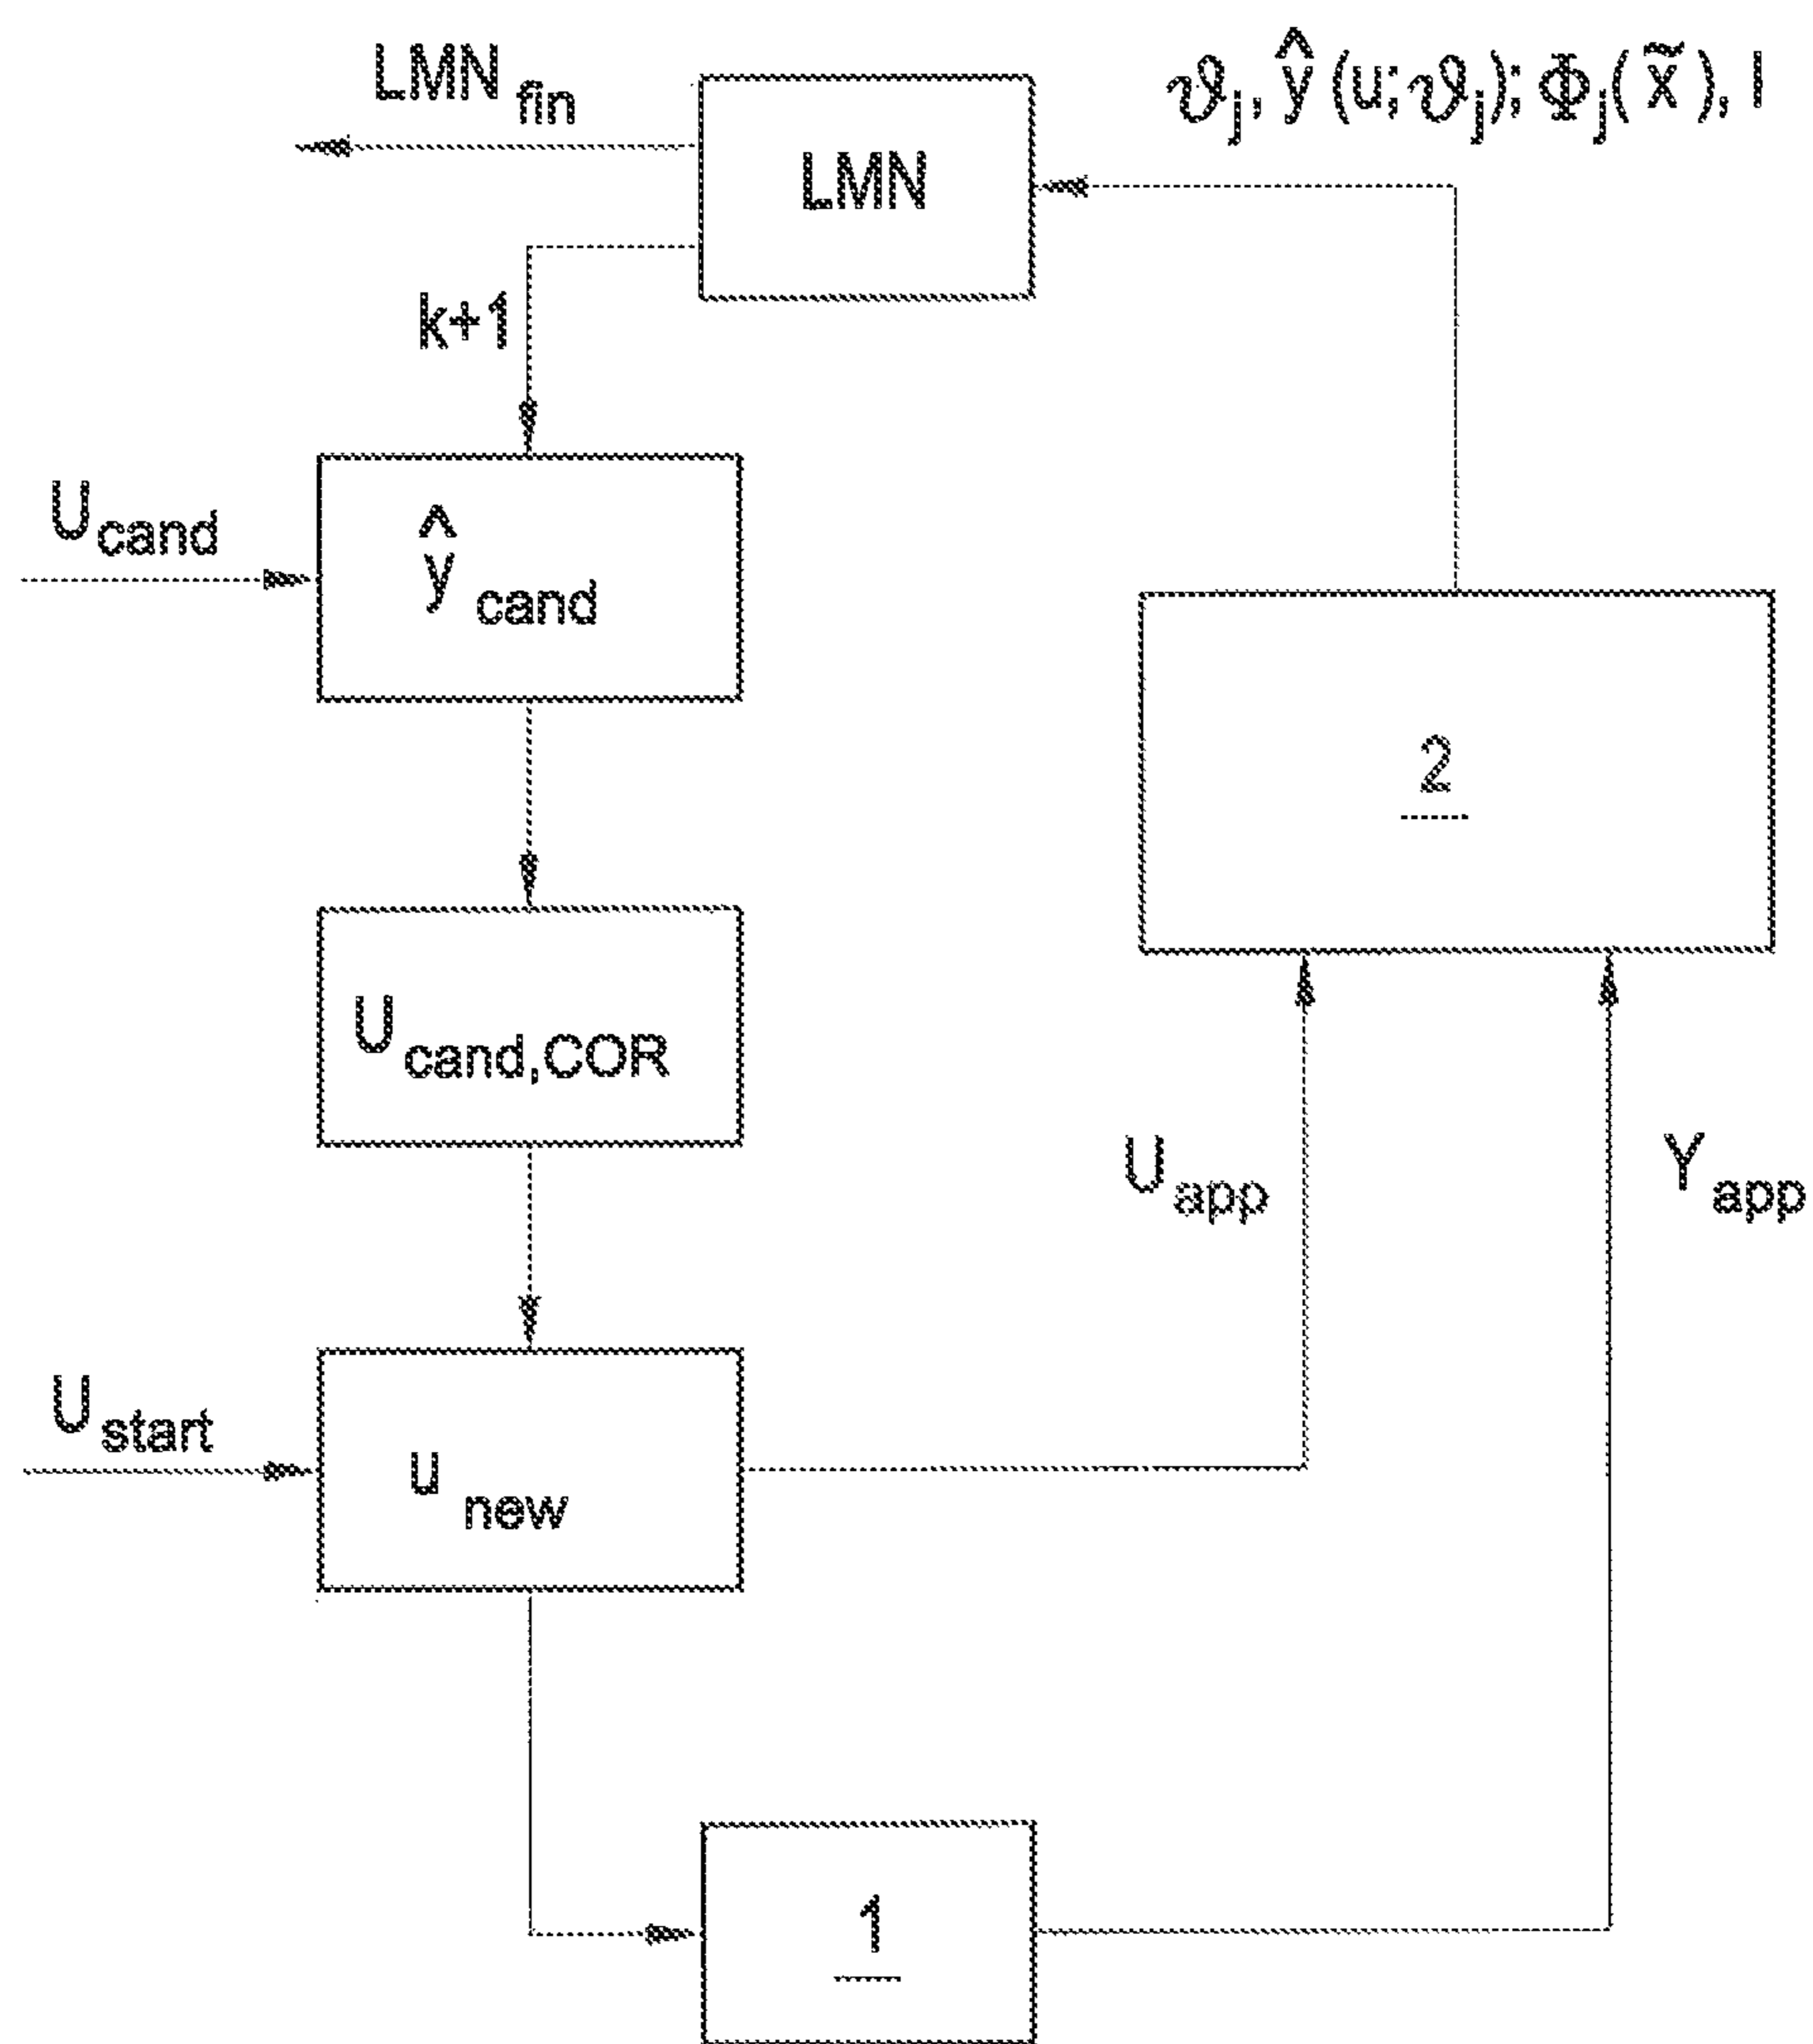 LMN fin
ϑj, ŷ(u; ϑj); Φj(x̃), I
LMN
k+1
Ucand
ŷ cand
2
Ucand,COR
Uapp
Yapp
Ustart
u new
1